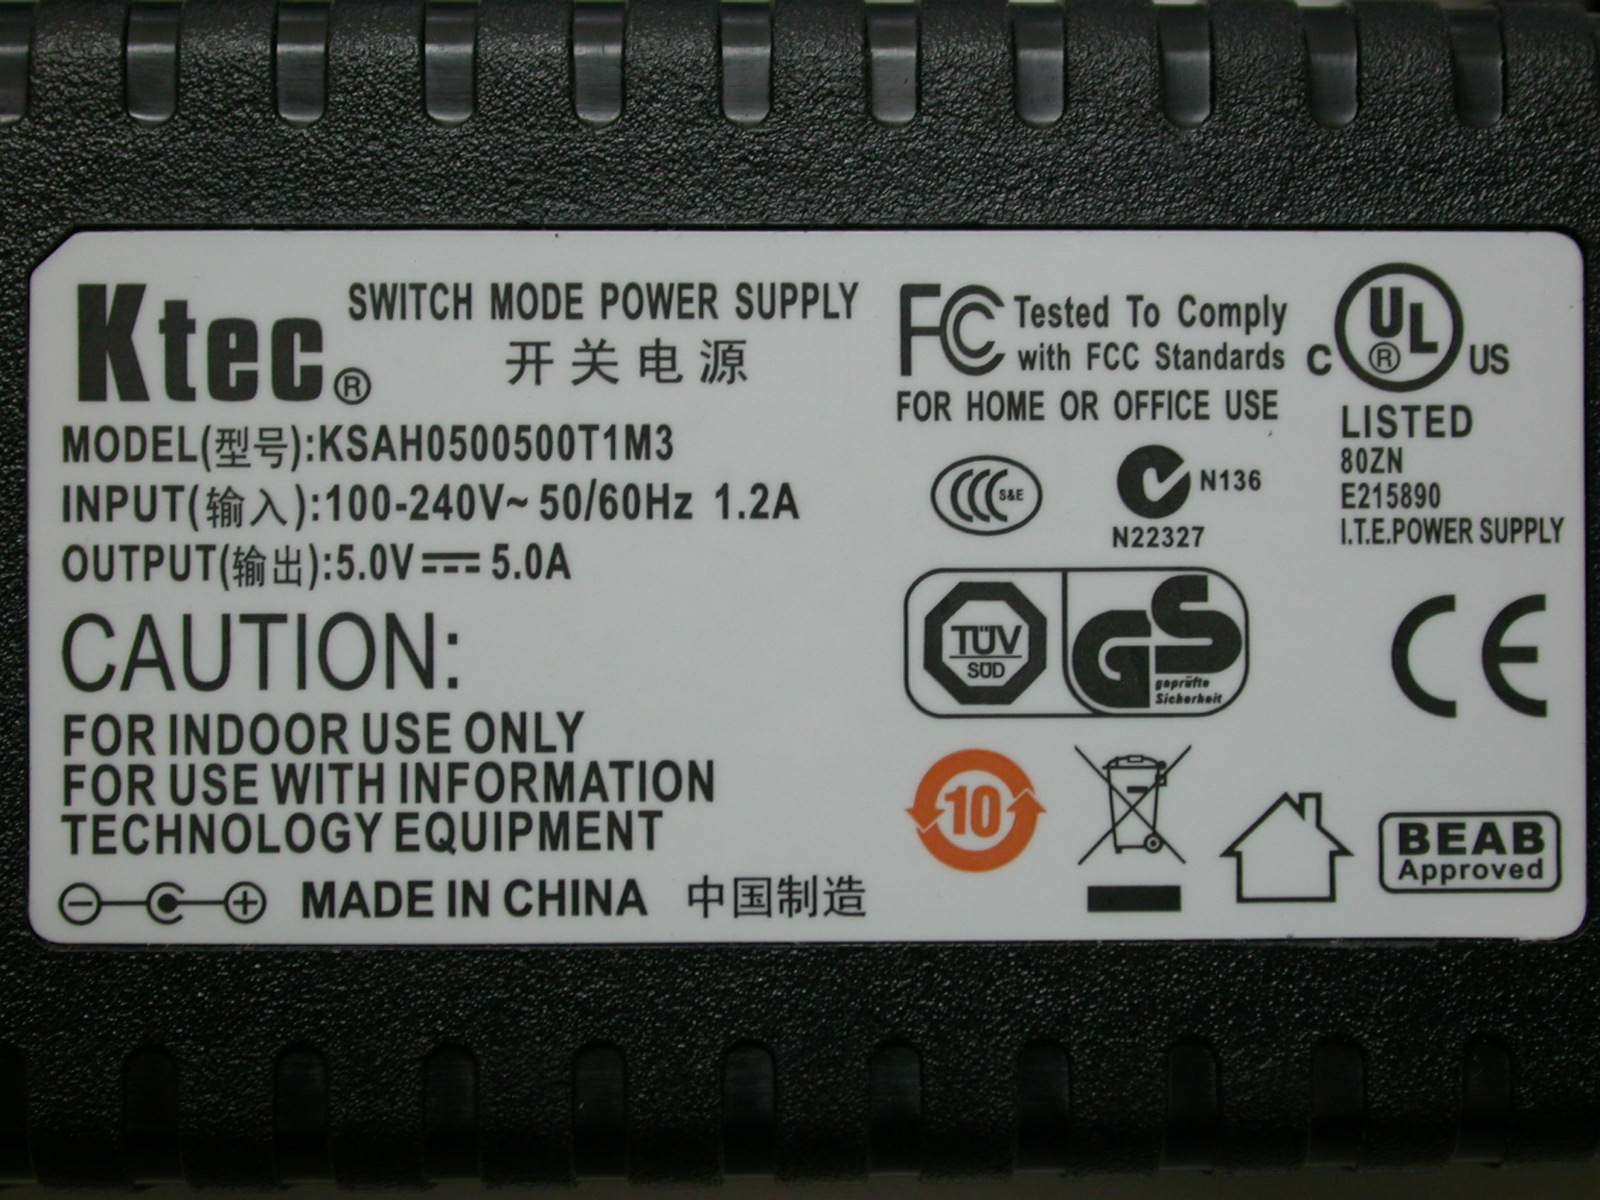 Ktec® SWITCH MODE POWER SUPPLY
开关电源
MODEL(型号):KSAH0500500T1M3
INPUT(输入):100-240V~ 50/60Hz 1.2A
OUTPUT(输出):5.0V⎓5.0A
CAUTION:
FOR INDOOR USE ONLY
FOR USE WITH INFORMATION
TECHNOLOGY EQUIPMENT
MADE IN CHINA 中国制造
FC Tested To Comply
with FCC Standards
FOR HOME OR OFFICE USE
C UL® US
LISTED
80ZN
E215890
I.T.E.POWER SUPPLY
CCC S&E
N136
N22327
TÜV
SÜD
GS
geprüfte
Sicherheit
CE
10
BEAB
Approved